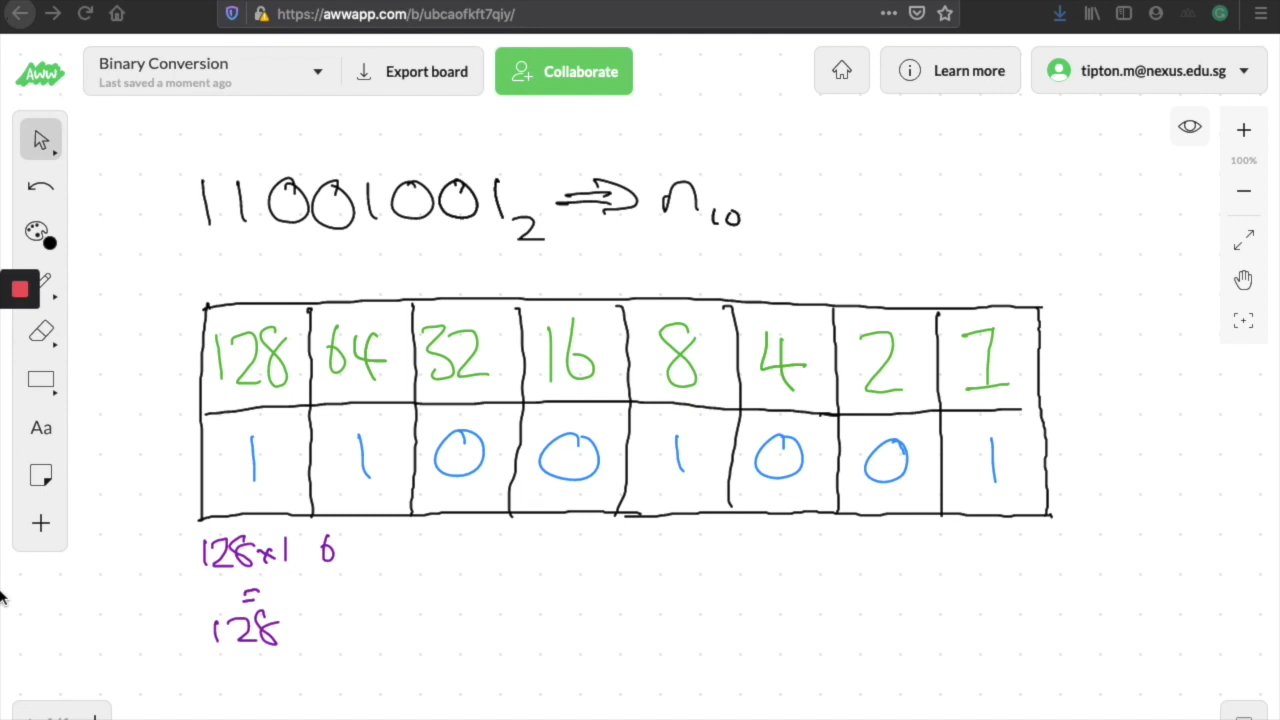 https://awwapp.com/b/ubcaofkft7qiy/
AWW
Binary Conversion
Last saved a moment ago
Export board
Collaborate
Learn more
tipton.m@nexus.edu.sg
100%
Aa
11001001₂ ⇒ n₁₀
128 64 32 16 8 4 2 1
1 1 0 0 1 0 0 1
128×1 6
=
128